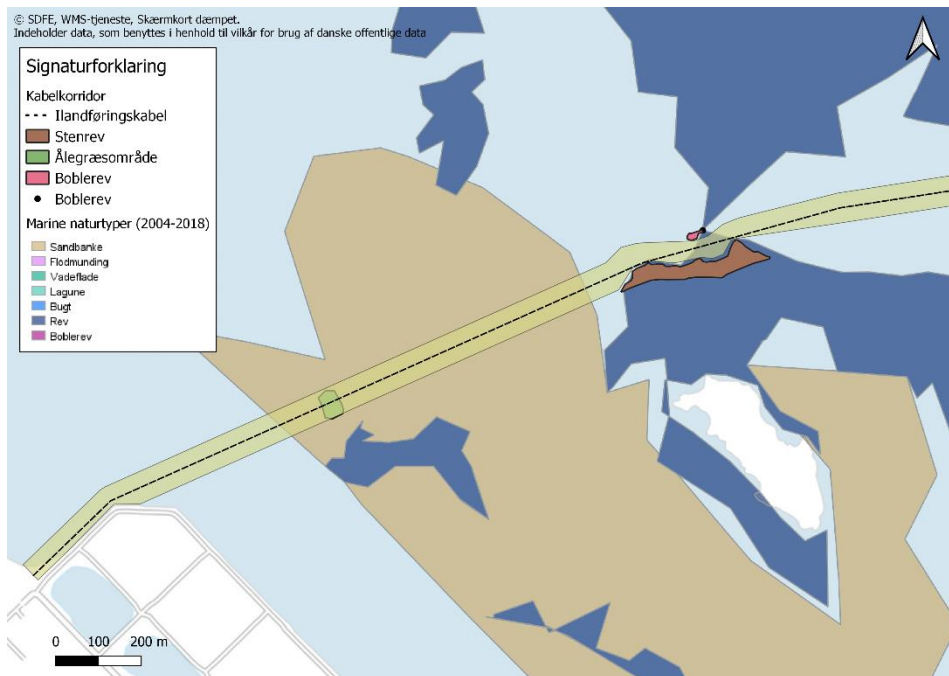 © SDFE, WMS-tjeneste, Skærmkort dæmpet.
Indeholder data, som benyttes i henhold til vilkår for brug af danske offentlige data
Signaturforklaring
Kabelkorridor
Ilandføringskabel
Stenrev
Ålegræsområde
Boblerev
Boblerev
Marine naturtyper (2004-2018)
Sandbanke
Flodmunding
Vadeflade
Lagune
Bugt
Rev
Boblerev
0 100 200 m